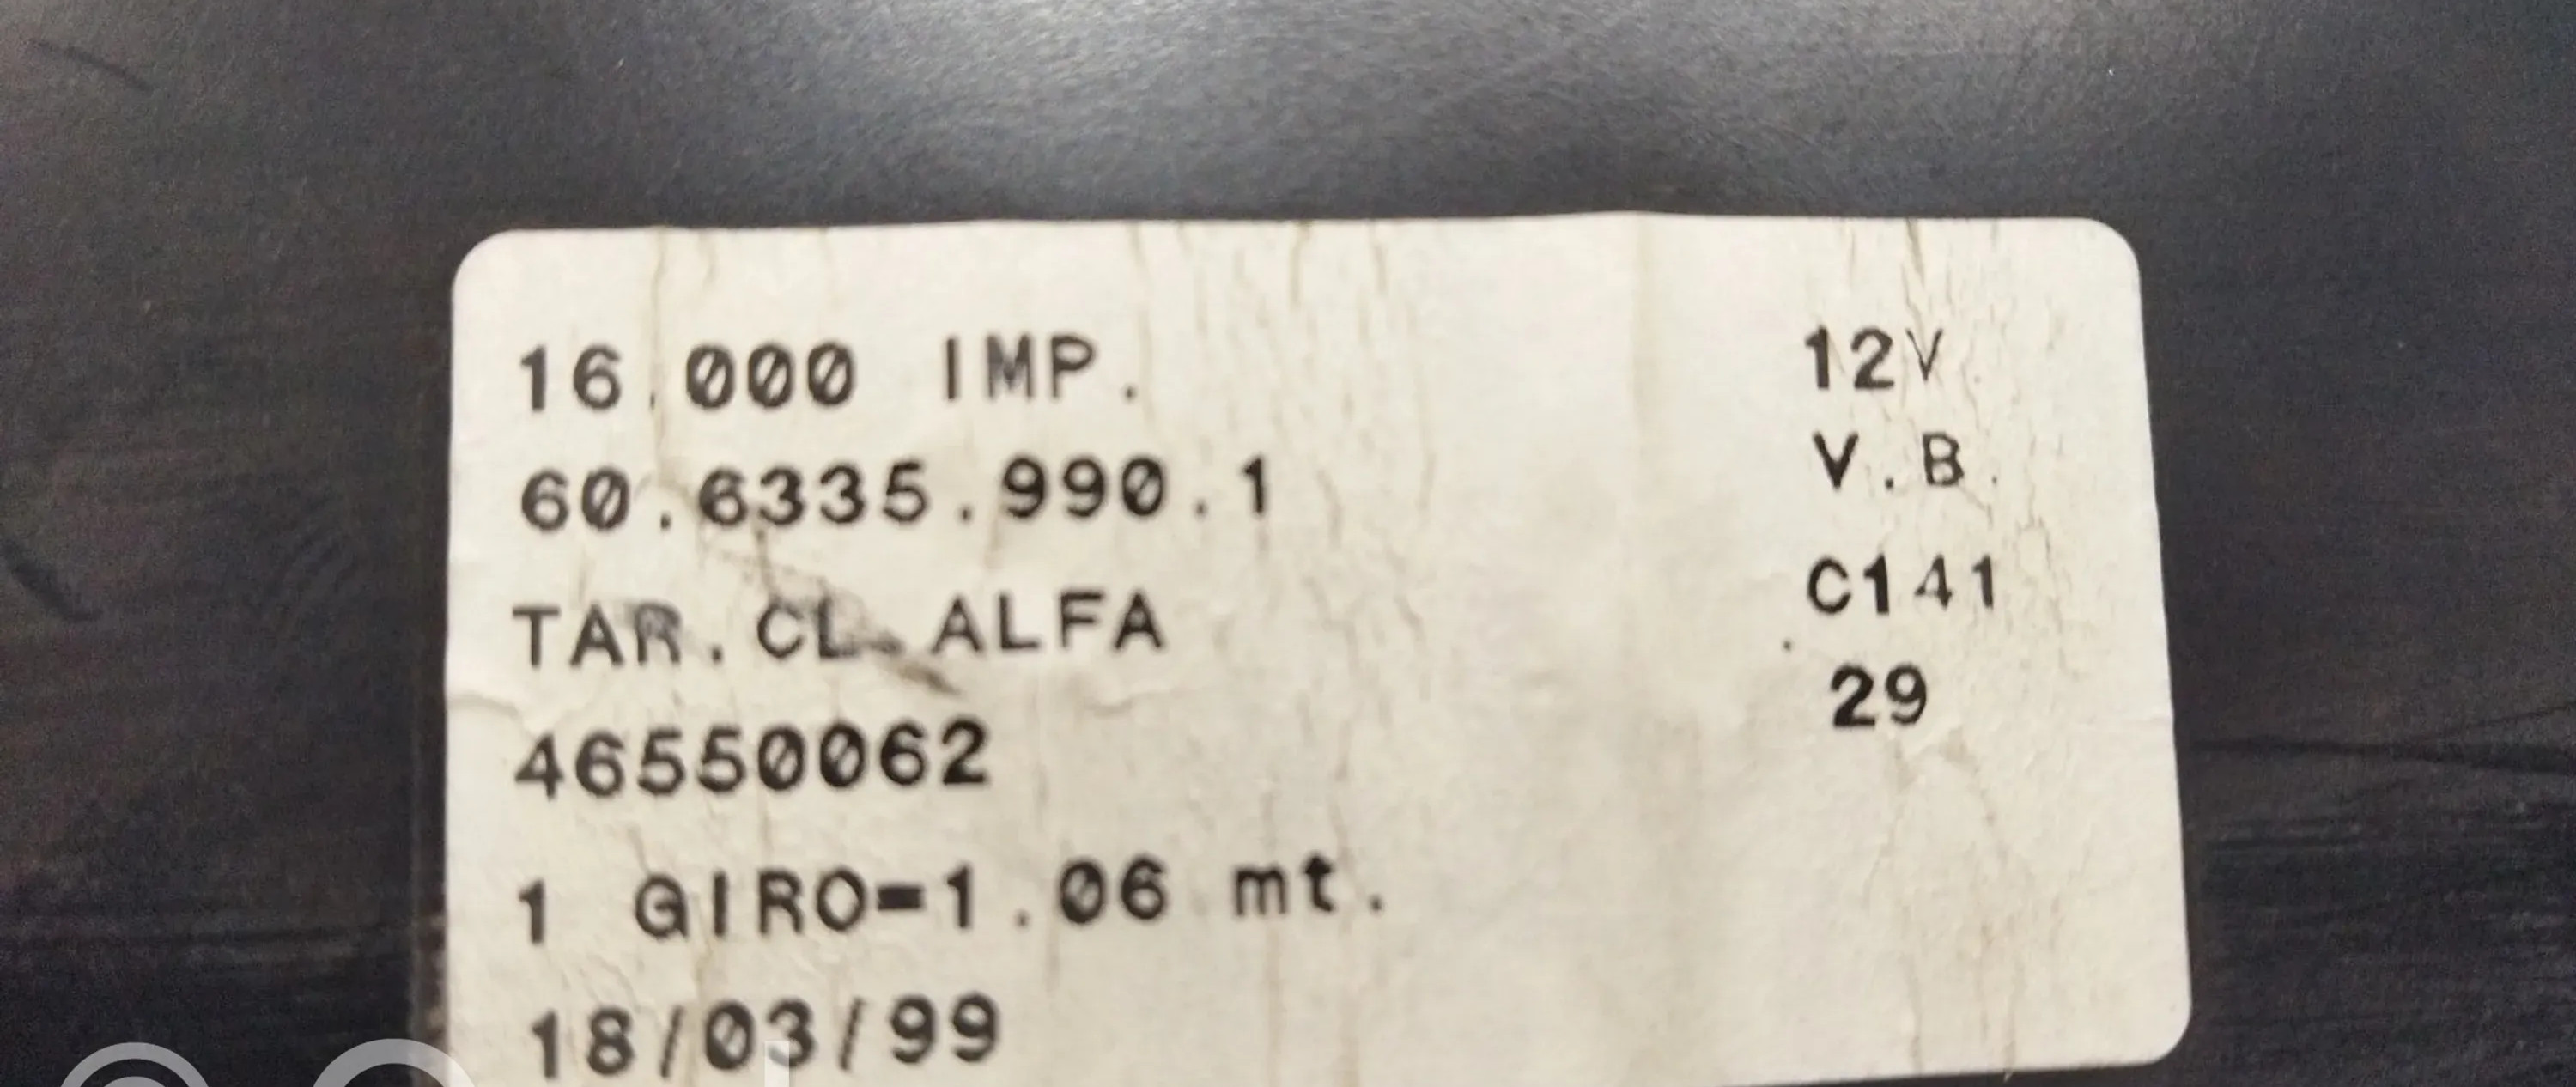 16.000 IMP.
60.6335.990.1
TAR.CL.ALFA
46550062
1 GIRO=1.06 mt.
18/03/99
12V
V.B.
C141
29